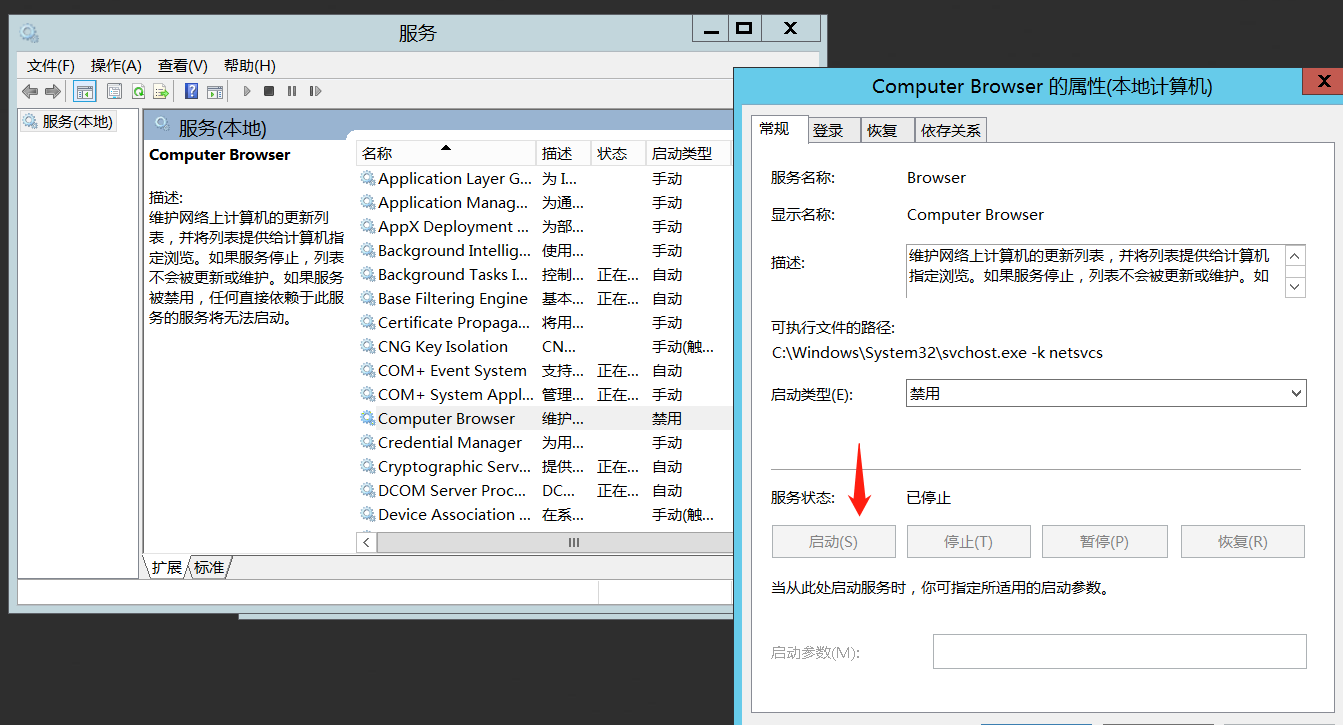 服务
文件(F) 操作(A) 查看(V) 帮助(H)
服务(本地)
服务(本地)
Computer Browser
描述:
维护网络上计算机的更新列
表，并将列表提供给计算机指
定浏览。如果服务停止，列表
不会被更新或维护。如果服务
被禁用，任何直接依赖于此服
务的服务将无法启动。
名称 描述 状态 启动类型
Application Layer G... 为 I... 手动
Application Manag... 为通... 手动
AppX Deployment ... 为部... 手动
Background Intellig... 使用... 手动
Background Tasks I... 控制... 正在... 自动
Base Filtering Engine 基本... 正在... 自动
Certificate Propaga... 将用... 手动
CNG Key Isolation CN... 手动(触...
COM+ Event System 支持... 正在... 自动
COM+ System Appl... 管理... 正在... 手动
Computer Browser 维护... 禁用
Credential Manager 为用... 手动
Cryptographic Serv... 提供... 正在... 自动
DCOM Server Proc... DC... 正在... 自动
Device Association ... 在系... 手动(触...
扩展 标准
Computer Browser 的属性(本地计算机)
常规 登录 恢复 依存关系
服务名称: Browser
显示名称: Computer Browser
描述:
维护网络上计算机的更新列表，并将列表提供给计算机
指定浏览。如果服务停止，列表不会被更新或维护。如
可执行文件的路径:
C:\Windows\System32\svchost.exe -k netsvcs
启动类型(E): 禁用
服务状态: 已停止
启动(S) 停止(T) 暂停(P) 恢复(R)
当从此处启动服务时，你可指定所适用的启动参数。
启动参数(M):